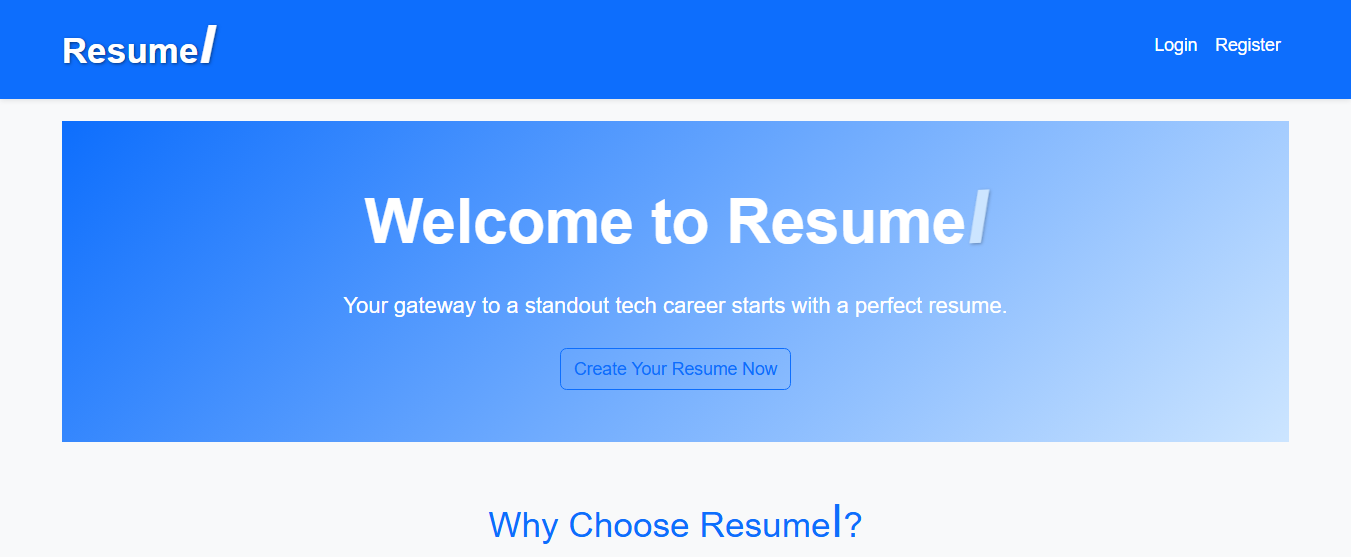 ResumeI
Login Register
Welcome to ResumeI
Your gateway to a standout tech career starts with a perfect resume.
Create Your Resume Now
Why Choose ResumeI?